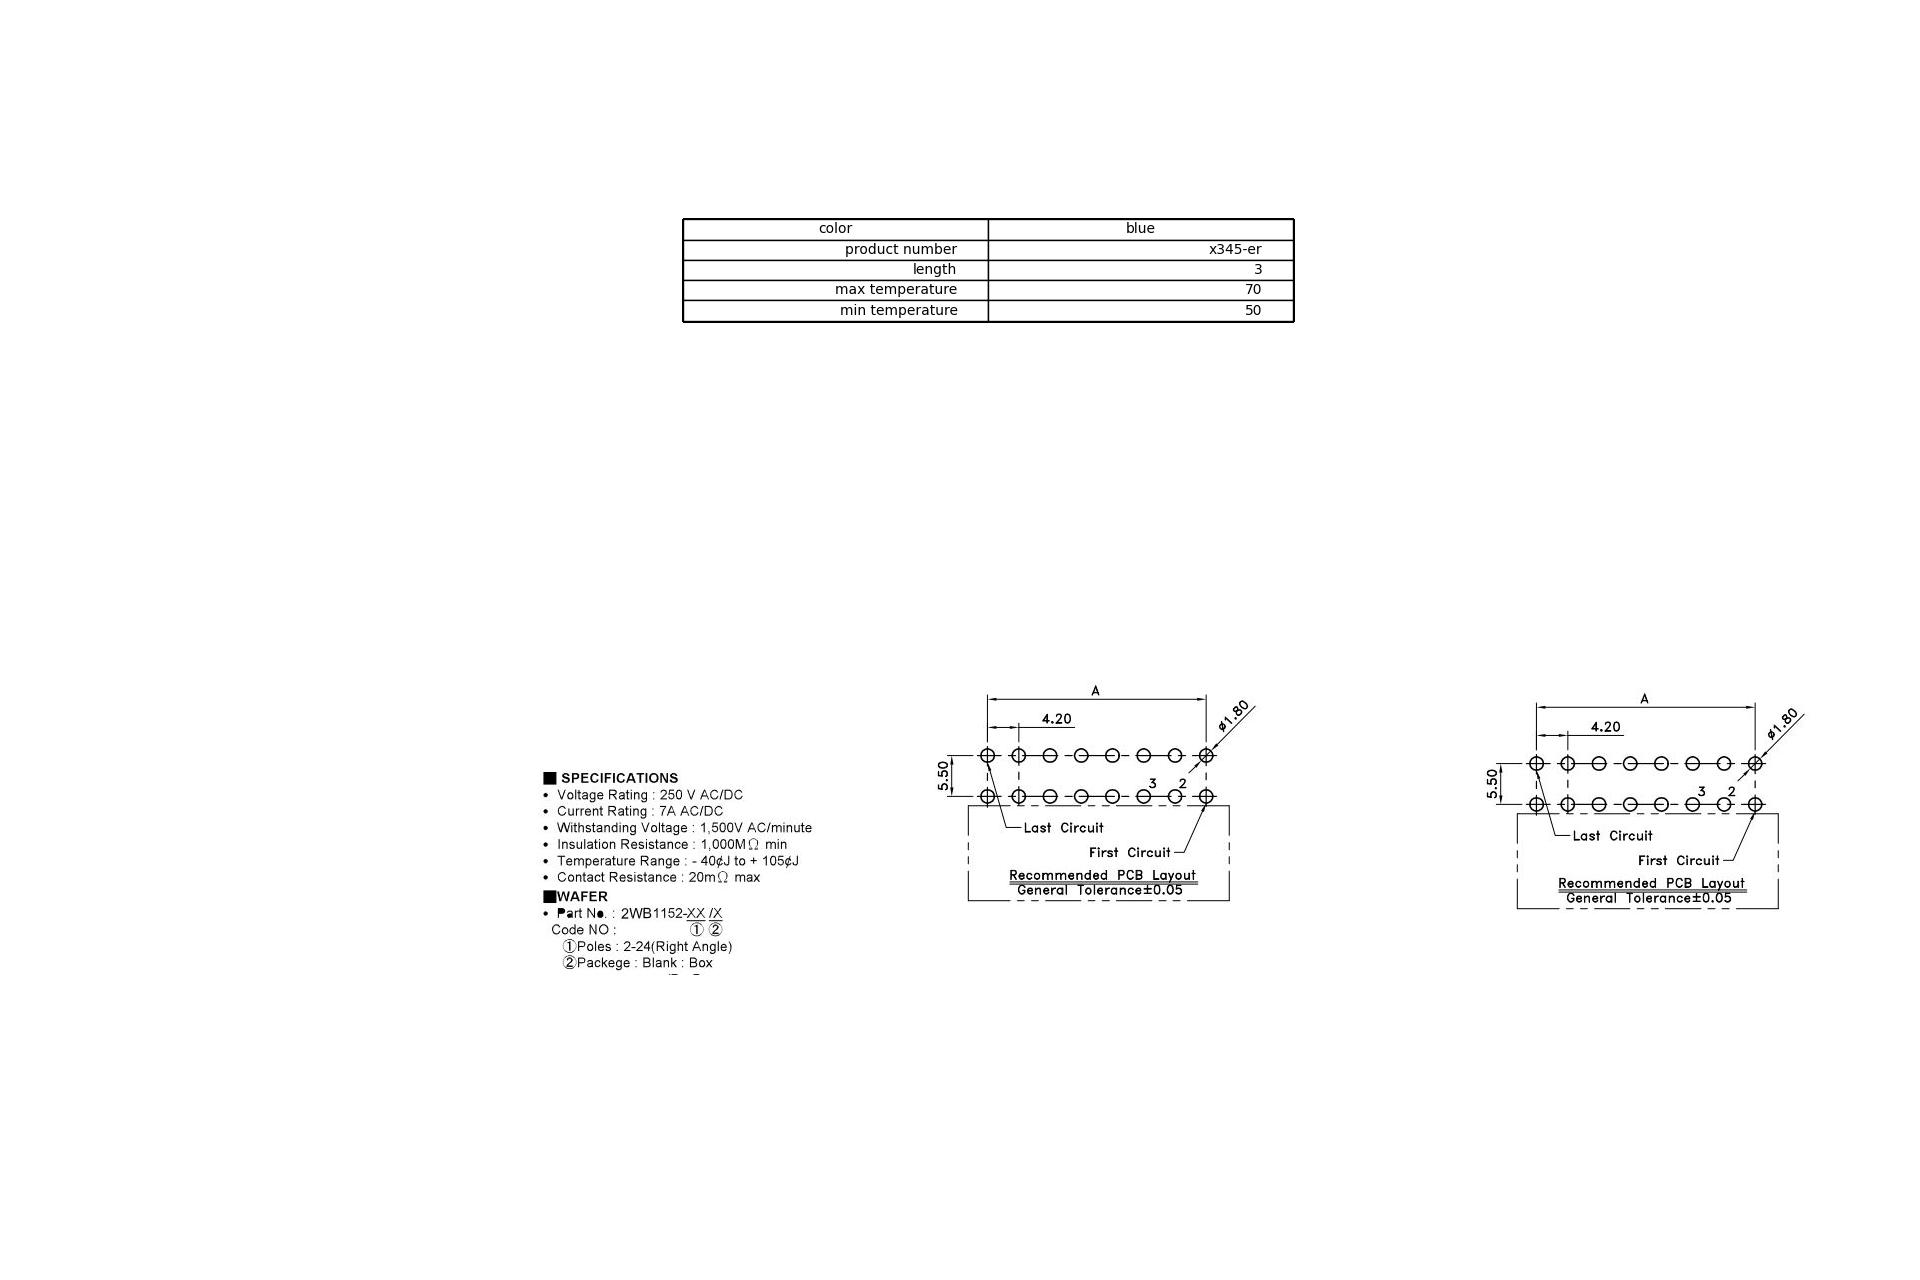 color blue
product number x345-er
length 3
max temperature 70
min temperature 50
■ SPECIFICATIONS
• Voltage Rating : 250 V AC/DC
• Current Rating : 7A AC/DC
• Withstanding Voltage : 1,500V AC/minute
• Insulation Resistance : 1,000MΩ min
• Temperature Range : - 40¢J to + 105¢J
• Contact Resistance : 20mΩ max
■WAFER
• Part No. : 2WB1152-XX /X
Code NO : ① ②
①Poles : 2-24(Right Angle)
②Packege : Blank : Box
A
4.20
ø1.80
5.50
3 2
Last Circuit
First Circuit
Recommended PCB Layout
General Tolerance±0.05
A
4.20
ø1.80
5.50
3 2
Last Circuit
First Circuit
Recommended PCB Layout
General Tolerance±0.05